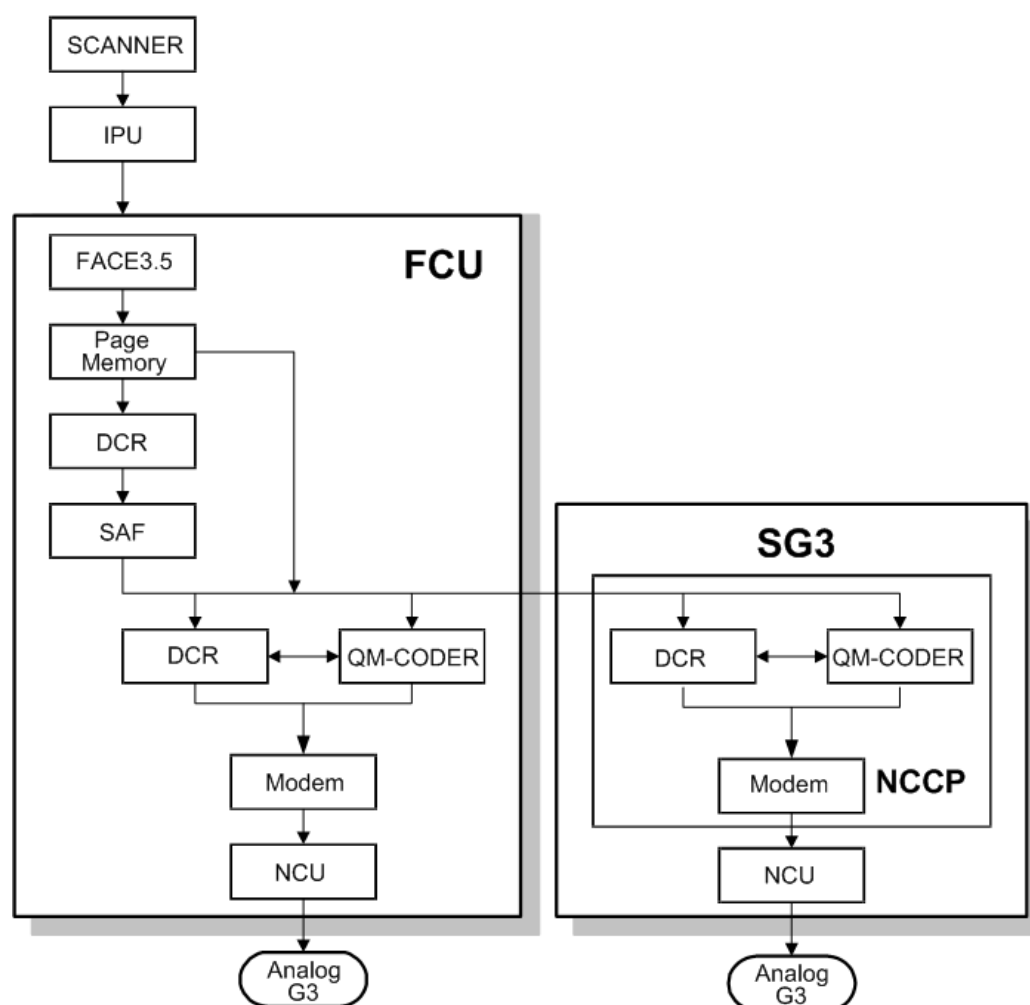 SCANNER
IPU
FCU
FACE3.5
Page
Memory
DCR
SAF
DCR
QM-CODER
Modem
NCU
Analog
G3
SG3
DCR
QM-CODER
Modem
NCCP
NCU
Analog
G3